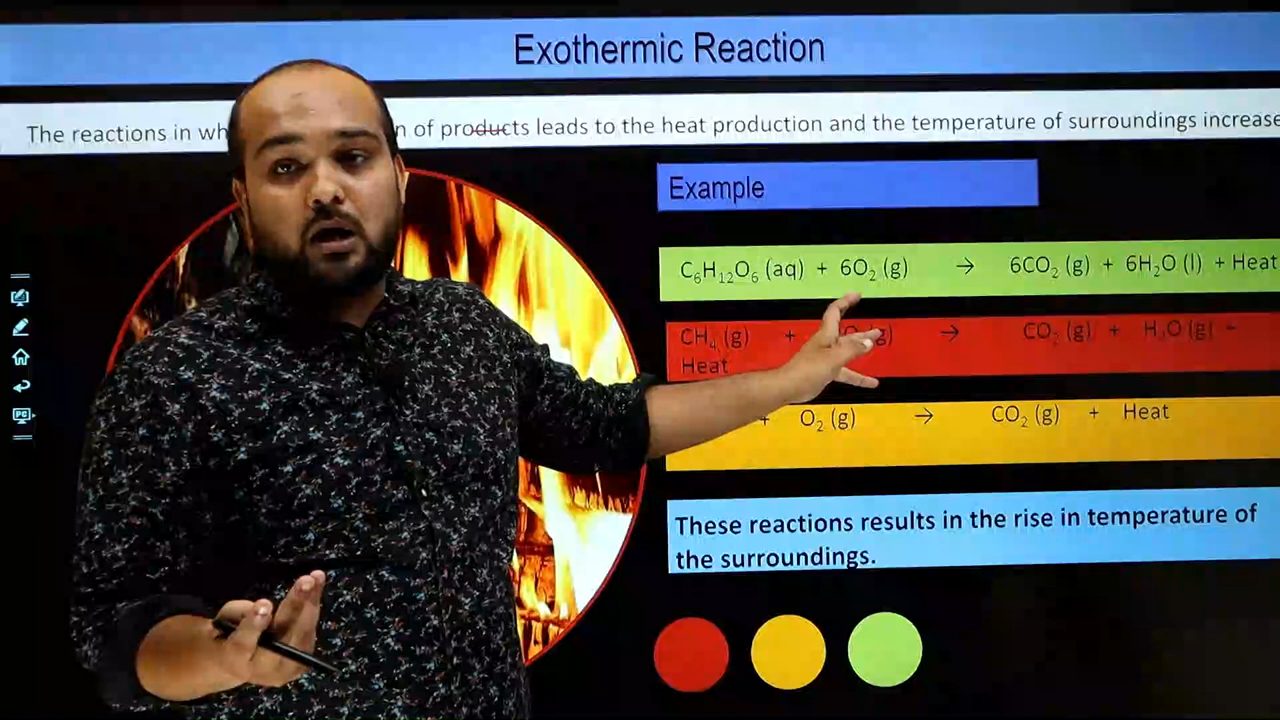 Exothermic Reaction
The reactions in wh n of products leads to the heat production and the temperature of surroundings increase
Example
C₆H₁₂O₆ (aq) + 6O₂ (g) → 6CO₂ (g) + 6H₂O (l) + Heat
CH₄ (g) + → CO₂ (g) + H₂O (g)
Heat
+ O₂ (g) → CO₂ (g) + Heat
These reactions results in the rise in temperature of
the surroundings.
PC